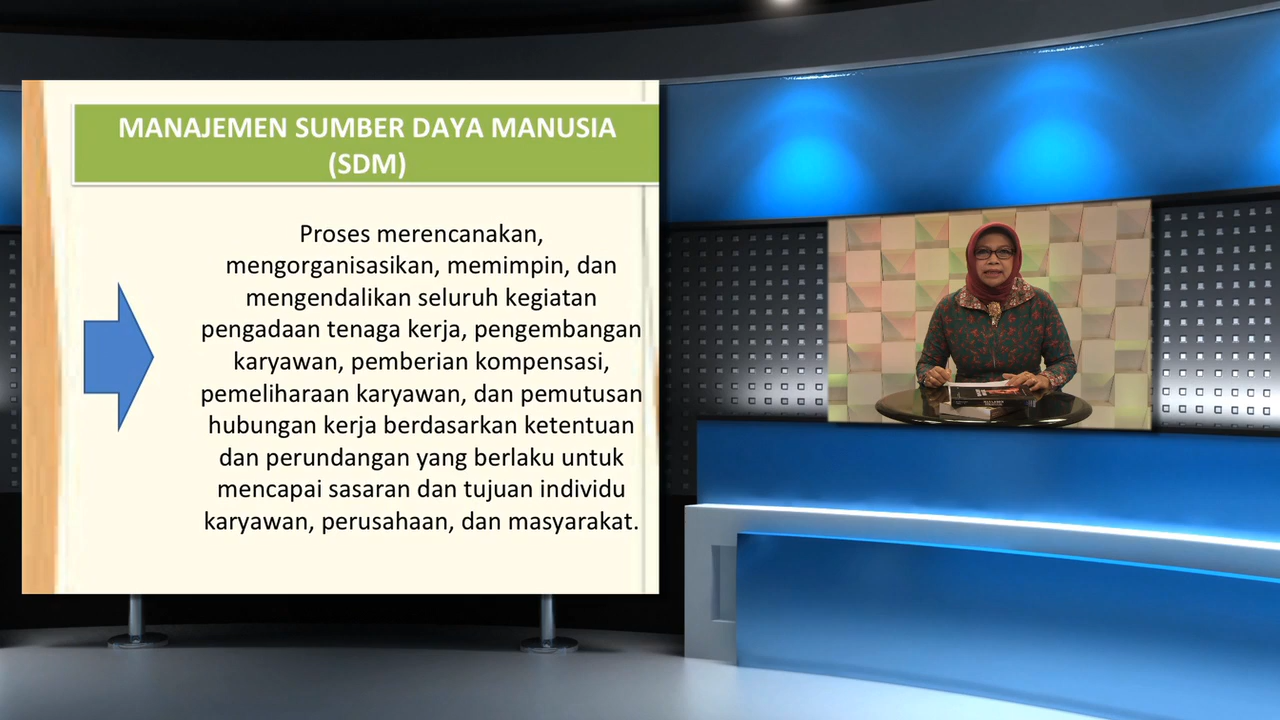 MANAJEMEN SUMBER DAYA MANUSIA
(SDM)
Proses merencanakan,
mengorganisasikan, memimpin, dan
mengendalikan seluruh kegiatan
pengadaan tenaga kerja, pengembangan
karyawan, pemberian kompensasi,
pemeliharaan karyawan, dan pemutusan
hubungan kerja berdasarkan ketentuan
dan perundangan yang berlaku untuk
mencapai sasaran dan tujuan individu
karyawan, perusahaan, dan masyarakat.